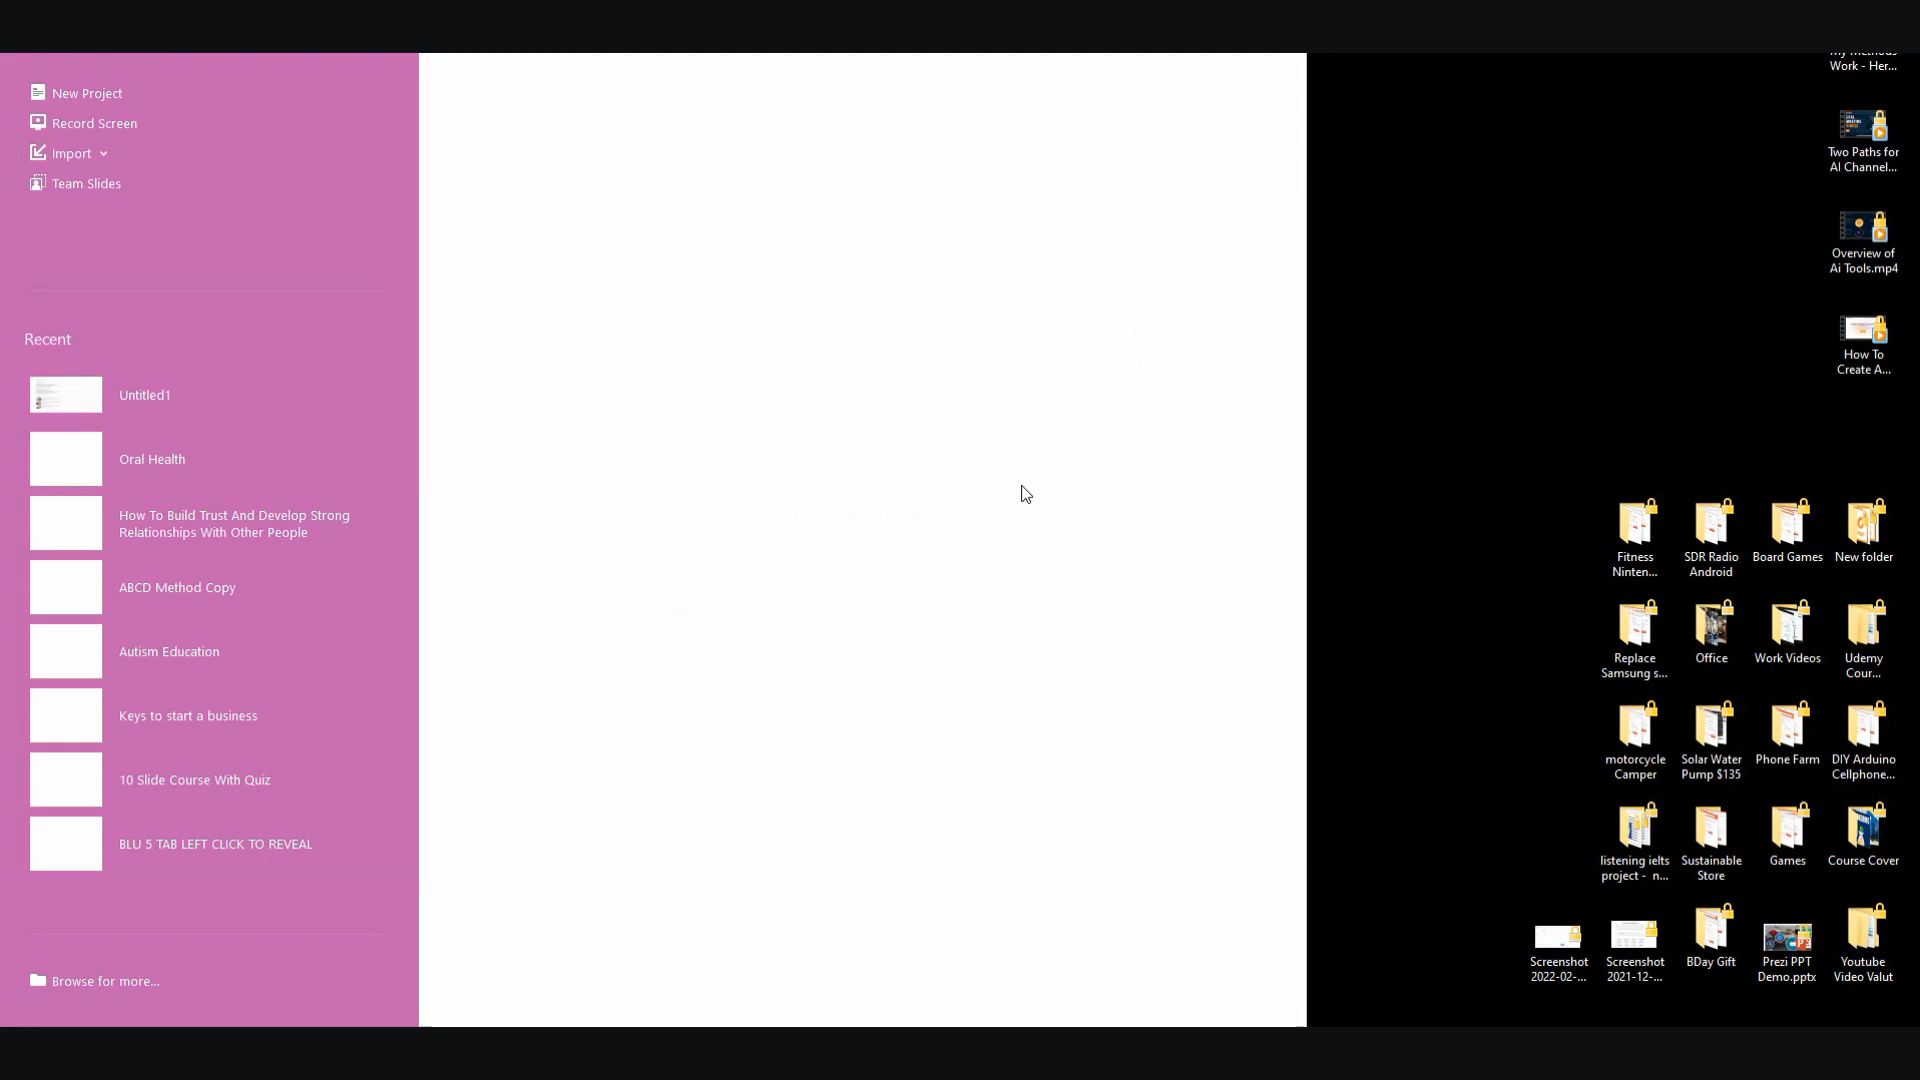 New Project
Record Screen
Import
Team Slides
Recent
Untitled1
Oral Health
How To Build Trust And Develop Strong
Relationships With Other People
ABCD Method Copy
Autism Education
Keys to start a business
10 Slide Course With Quiz
BLU 5 TAB LEFT CLICK TO REVEAL
Browse for more...
Work - Her...
Two Paths for
AI Channel...
Overview of
Ai Tools.mp4
How To
Create A...
Fitness
Ninten...
SDR Radio
Android
Board Games
New folder
Replace
Samsung s...
Office
Work Videos
Udemy
Cour...
motorcycle
Camper
Solar Water
Pump $135
Phone Farm
DIY Arduino
Cellphone...
listening ielts
project - n...
Sustainable
Store
Games
Course Cover
Screenshot
2022-02-...
Screenshot
2021-12-...
BDay Gift
Prezi PPT
Demo.pptx
Youtube
Video Valut